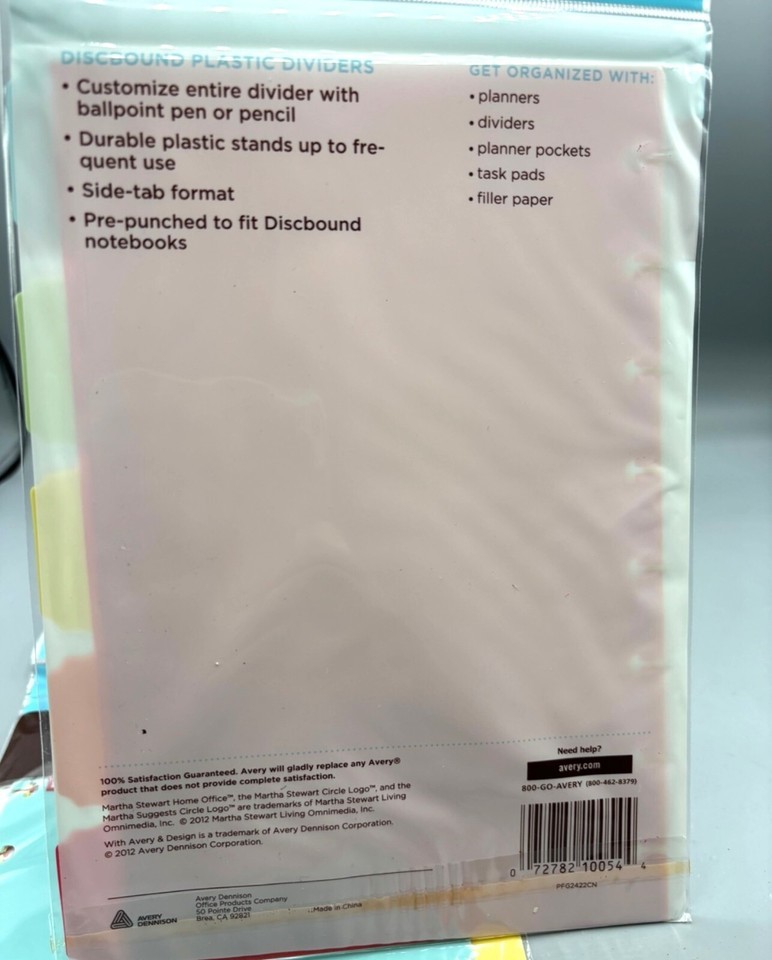 DISCBOUND PLASTIC DIVIDERS
• Customize entire divider with
ballpoint pen or pencil
• Durable plastic stands up to fre-
quent use
• Side-tab format
• Pre-punched to fit Discbound
notebooks
GET ORGANIZED WITH:
• planners
• dividers
• planner pockets
• task pads
• filler paper
100% Satisfaction Guaranteed. Avery will gladly replace any Avery®
product that does not provide complete satisfaction.
Martha Stewart Home Office™, the Martha Stewart Circle Logo™, and the
Martha Suggests Circle Logo™ are trademarks of Martha Stewart Living
Omnimedia, Inc. © 2012 Martha Stewart Living Omnimedia, Inc.
With Avery & Design is a trademark of Avery Dennison Corporation.
© 2012 Avery Dennison Corporation.
AVERY
DENNISON
Avery Dennison
Office Products Company
50 Pointe Drive
Brea, CA 92821
Made in China
Need help?
avery.com
800-GO-AVERY (800-462-8379)
0 72782 10054 4
PFG2422CN